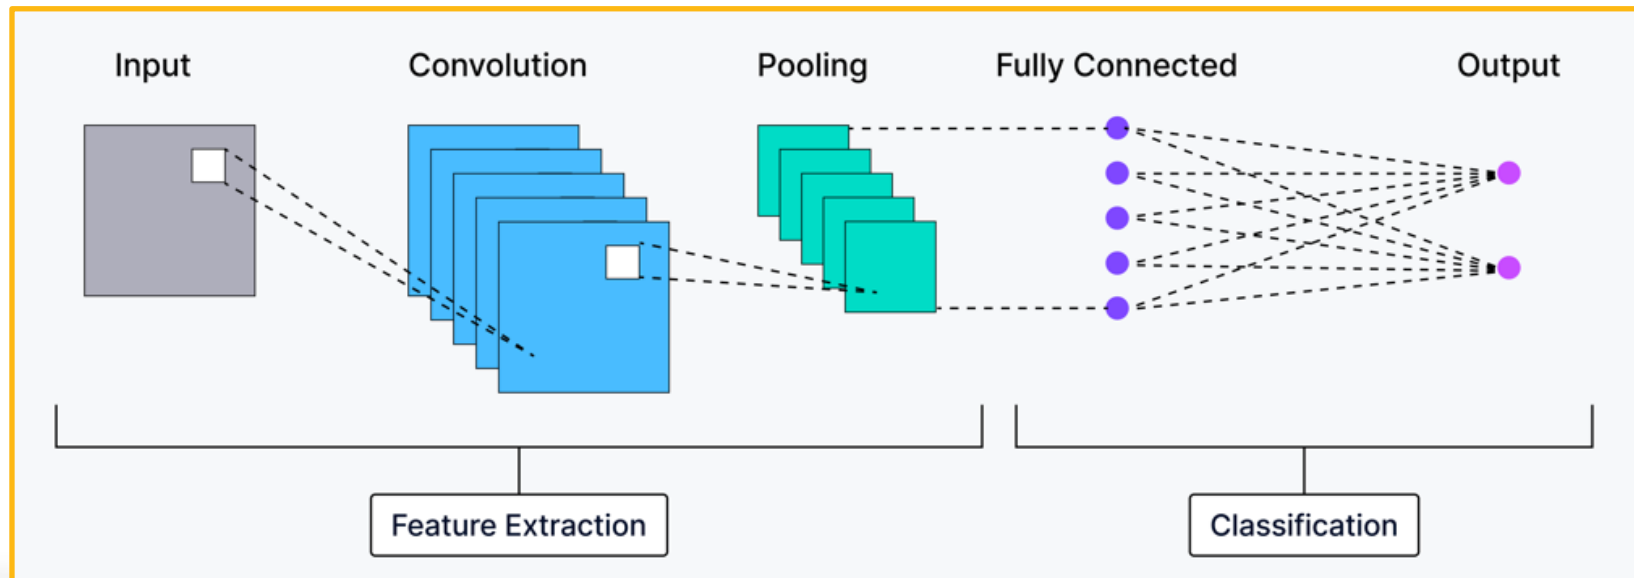 Input
Convolution
Pooling
Fully Connected
Output
Feature Extraction
Classification